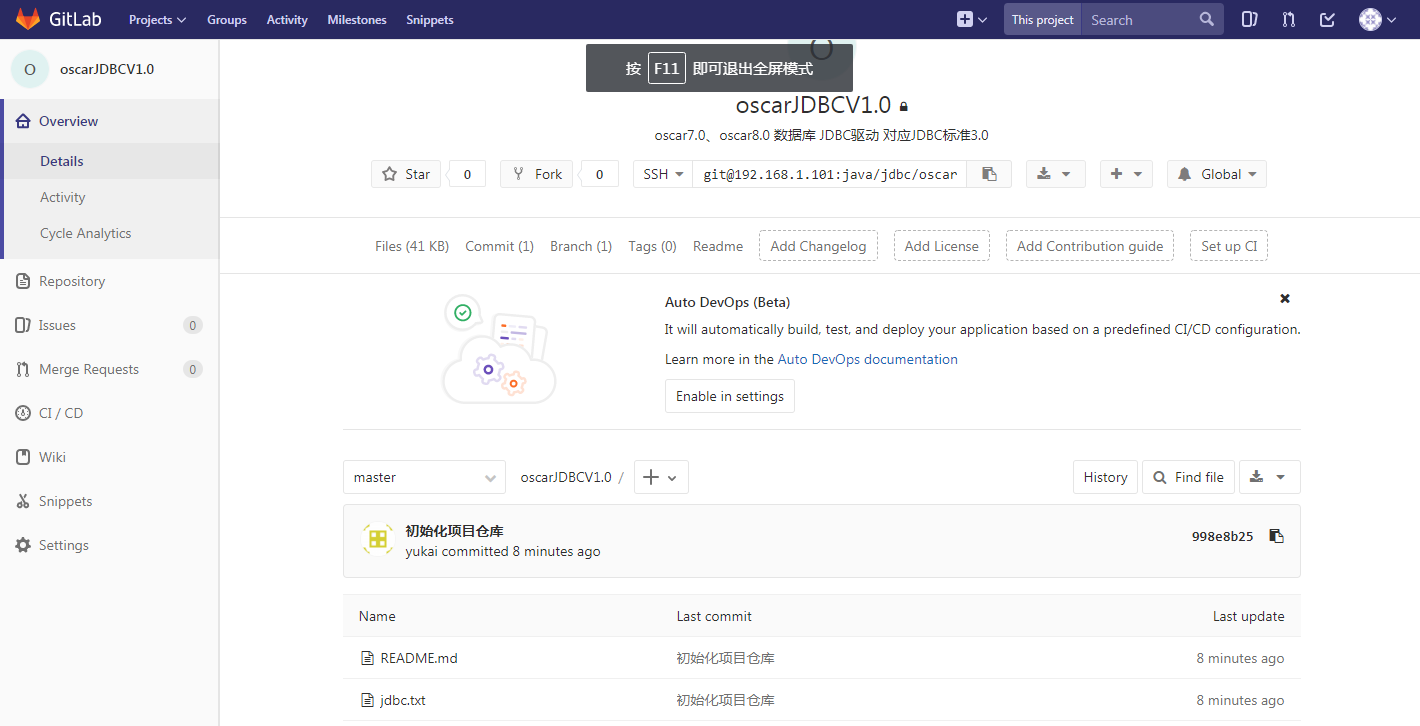 GitLab Projects Groups Activity Milestones Snippets This project Search
O oscarJDBCV1.0
Overview
Details
Activity
Cycle Analytics
Repository
Issues 0
Merge Requests 0
CI / CD
Wiki
Snippets
Settings
O
按 F11 即可退出全屏模式
oscarJDBCV1.0
oscar7.0、oscar8.0 数据库 JDBC驱动 对应JDBC标准3.0
Star 0 Fork 0 SSH git@192.168.1.101:java/jdbc/oscar Global
Files (41 KB) Commit (1) Branch (1) Tags (0) Readme Add Changelog Add License Add Contribution guide Set up CI
Auto DevOps (Beta)
It will automatically build, test, and deploy your application based on a predefined CI/CD configuration.
Learn more in the Auto DevOps documentation
Enable in settings
master oscarJDBCV1.0 / History Find file
初始化项目仓库
yukai committed 8 minutes ago
998e8b25
Name Last commit Last update
README.md 初始化项目仓库 8 minutes ago
jdbc.txt 初始化项目仓库 8 minutes ago